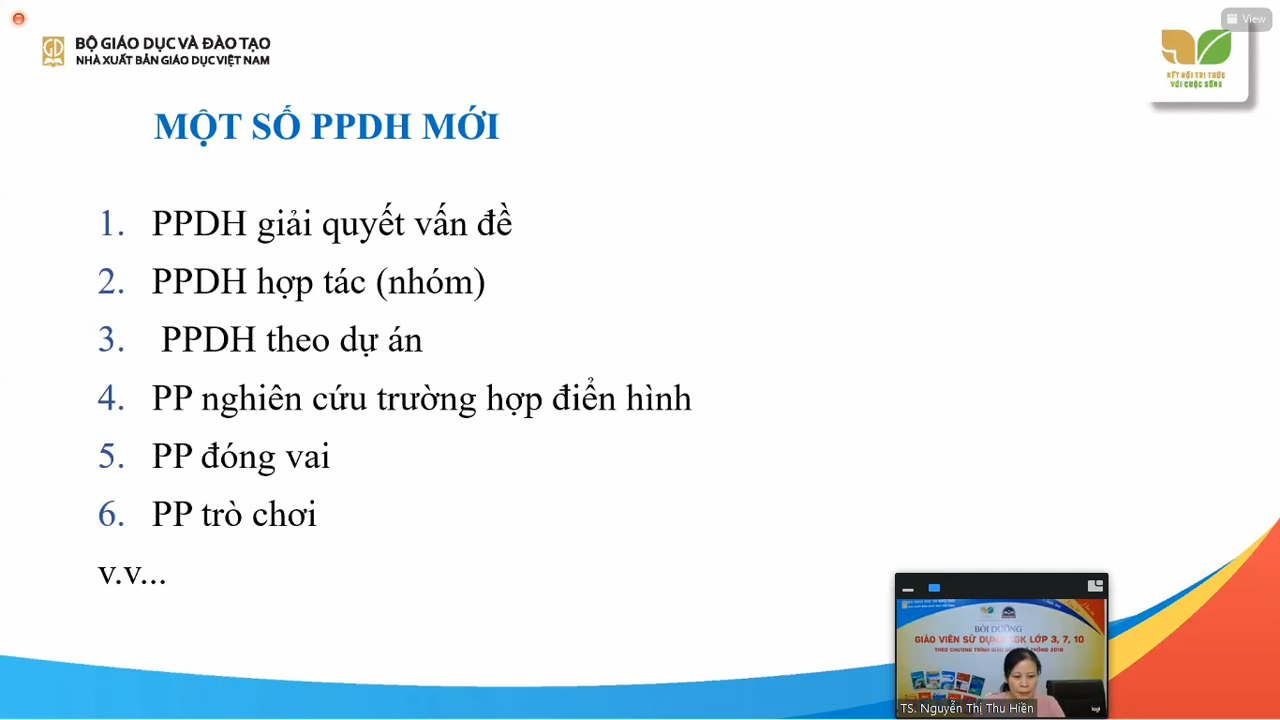 View
BỘ GIÁO DỤC VÀ ĐÀO TẠO
NHÀ XUẤT BẢN GIÁO DỤC VIỆT NAM
KẾT NỐI TRI THỨC
VỚI CUỘC SỐNG
MỘT SỐ PPDH MỚI
1. PPDH giải quyết vấn đề
2. PPDH hợp tác (nhóm)
3. PPDH theo dự án
4. PP nghiên cứu trường hợp điển hình
5. PP đóng vai
6. PP trò chơi
v.v...
BỒI DƯỠNG
GIÁO VIÊN SỬ DỤNG SGK LỚP 3, 7, 10
THEO CHƯƠNG TRÌNH GIÁO THÔNG 2018
TS. Nguyễn Thị Thu Hiền
logi